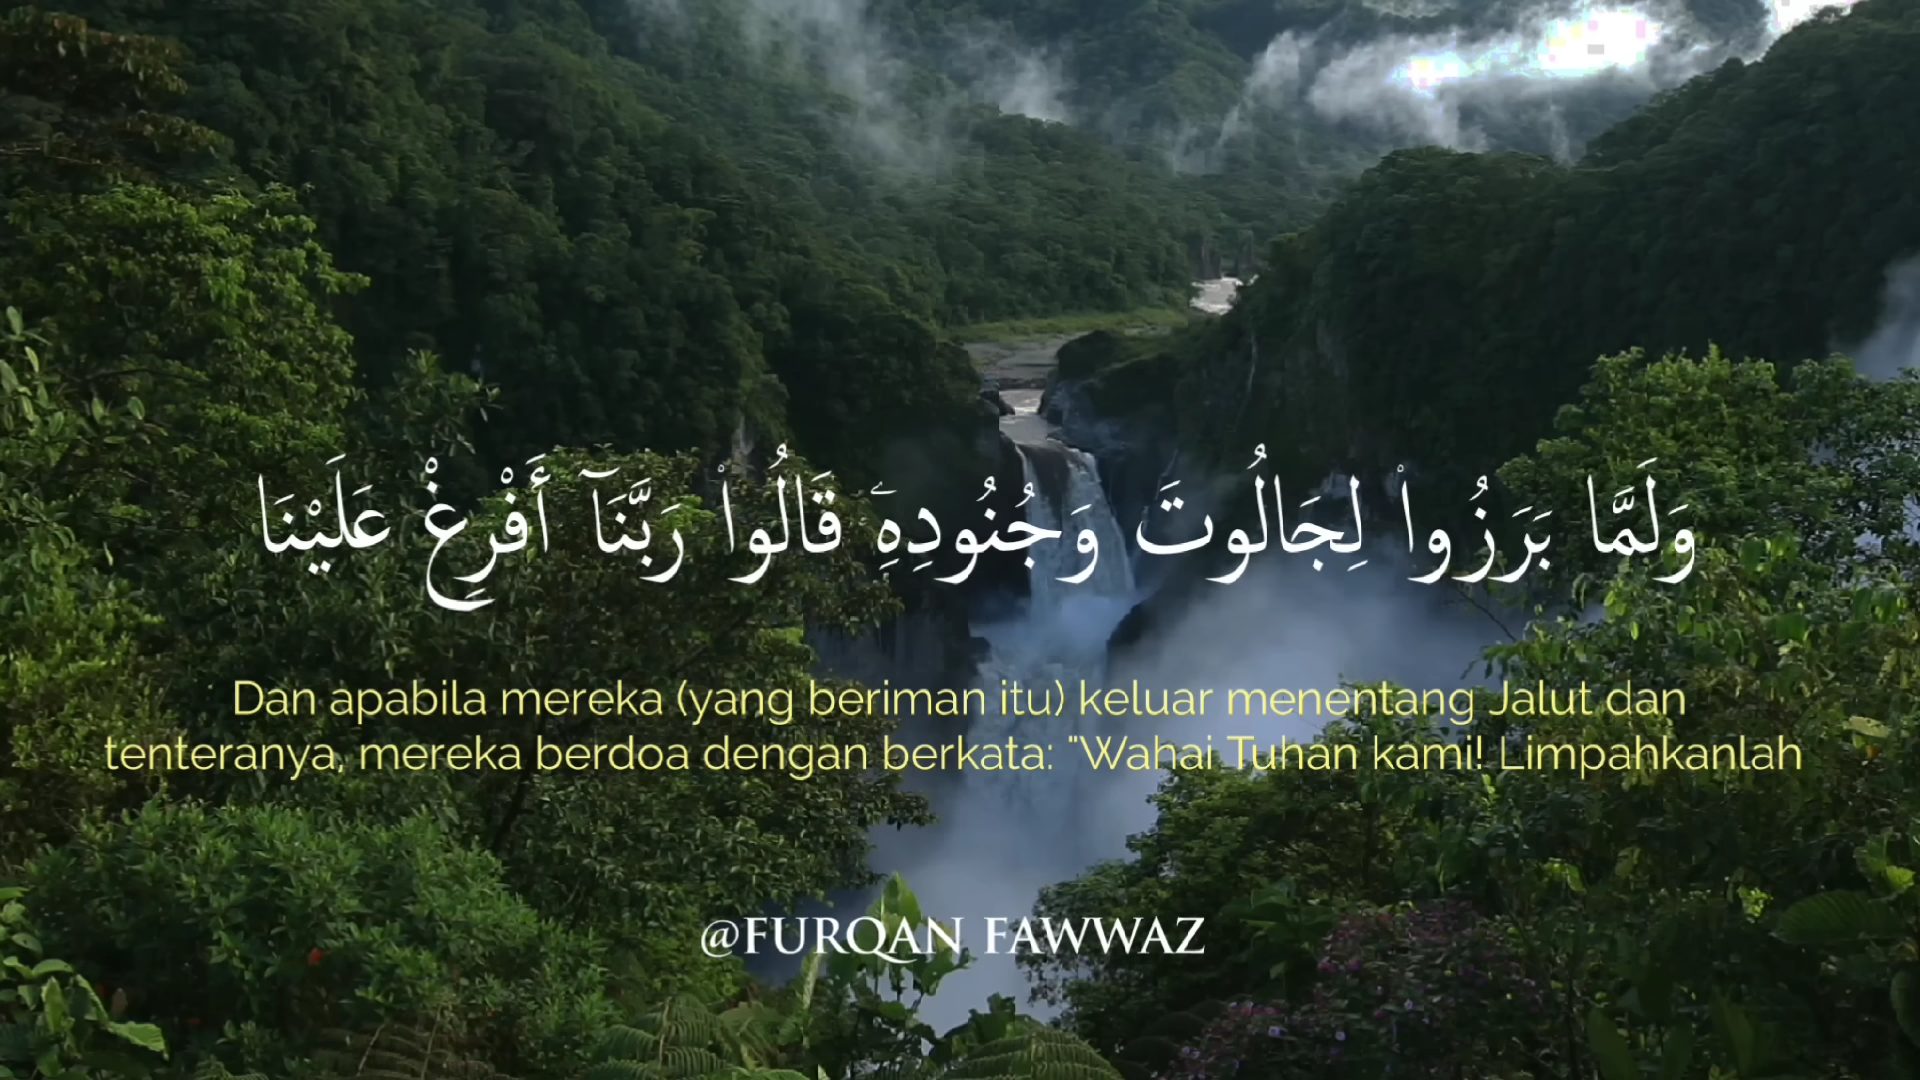 وَلَمَّا بَرَزُوا۟ لِجَالُوتَ وَجُنُودِهِۦ قَالُوا۟ رَبَّنَآ أَفْرِغْ عَلَيْنَا
Dan apabila mereka (yang beriman itu) keluar menentang Jalut dan
tenteranya, mereka berdoa dengan berkata: "Wahai Tuhan kami! Limpahkanlah
@FURQAN FAWWAZ